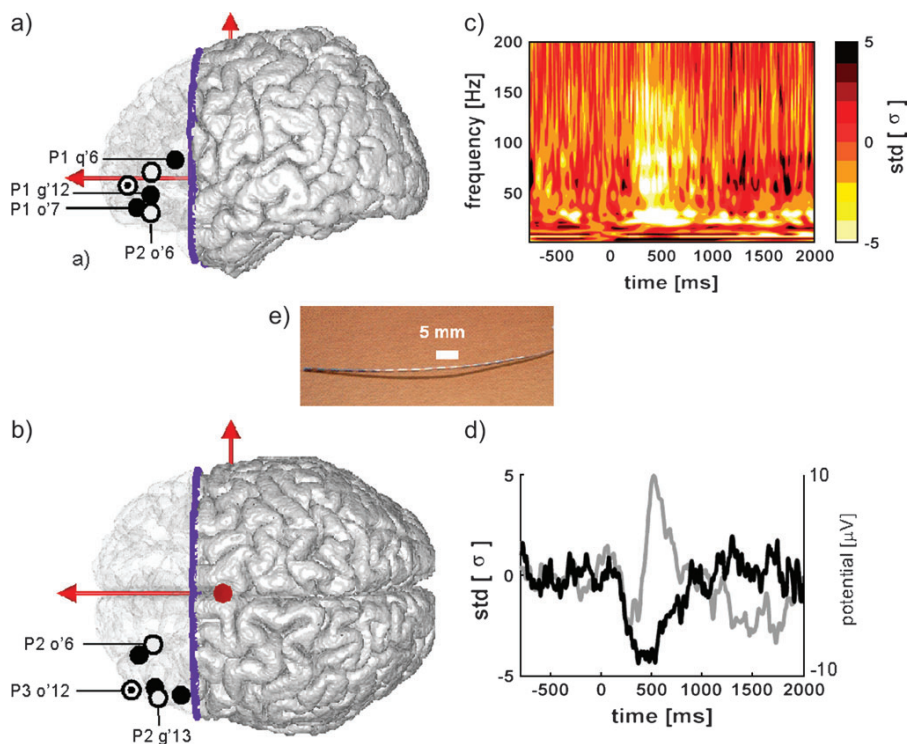 a)
P1 q'6
P1 g'12
P1 o'7
P2 o'6
a)
c)
200
150
100
50
frequency [Hz]
-500 0 500 1000 1500 2000
time [ms]
5
0
-5
std [ σ ]
e)
5 mm
b)
P2 o'6
P3 o'12
P2 g'13
d)
5
0
-5
std [ σ ]
10
-10
potential [μV]
-500 0 500 1000 1500 2000
time [ms]